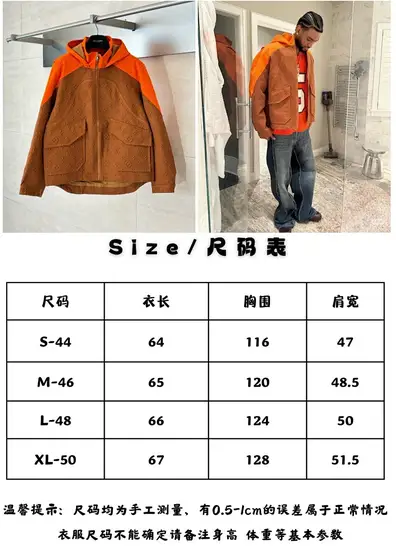 Size/尺码表
尺码 衣长 胸围 肩宽
S-44 64 116 47
M-46 65 120 48.5
L-48 66 124 50
XL-50 67 128 51.5
温馨提示：尺码均为手工测量、有0.5-1cm的误差属于正常情况
衣服尺码不能确定请备注身高 体重等基本参数